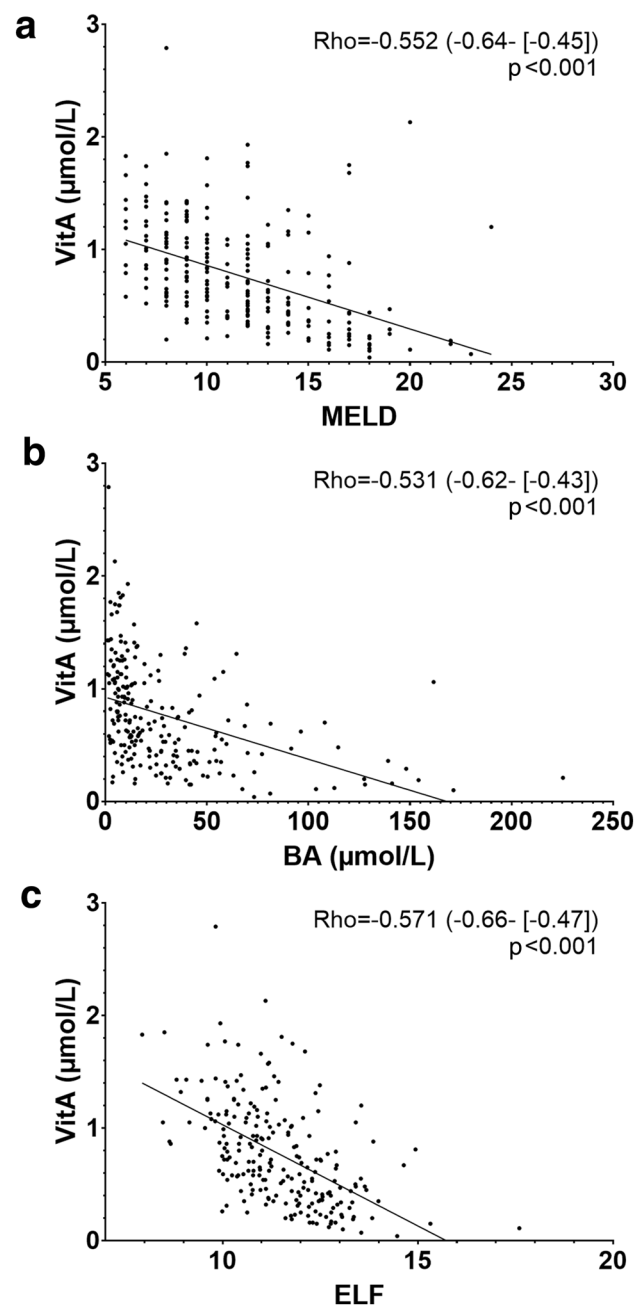 a
Rho=-0.552 (-0.64- [-0.45])
p<0.001
VitA (µmol/L)
3
2
1
0
5 10 15 20 25 30
MELD
b
Rho=-0.531 (-0.62- [-0.43])
p<0.001
VitA (µmol/L)
3
2
1
0
0 50 100 150 200 250
BA (µmol/L)
c
Rho=-0.571 (-0.66- [-0.47])
p<0.001
VitA (µmol/L)
3
2
1
0
10 20
ELF